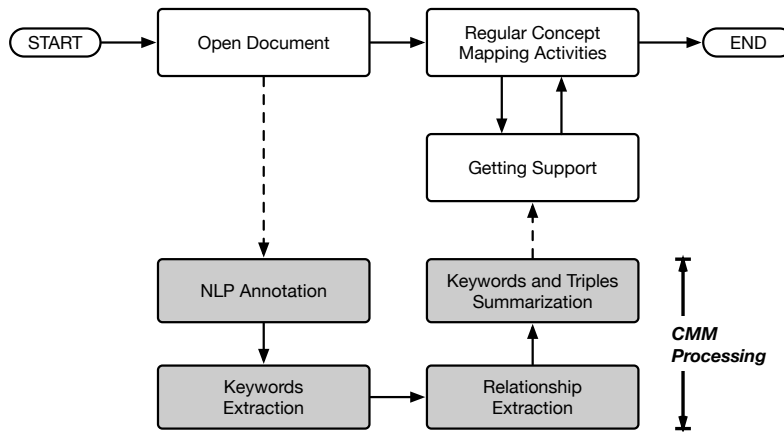 START
Open Document
Regular Concept
Mapping Activities
END
Getting Support
NLP Annotation
Keywords and Triples
Summarization
CMM
Processing
Keywords
Extraction
Relationship
Extraction